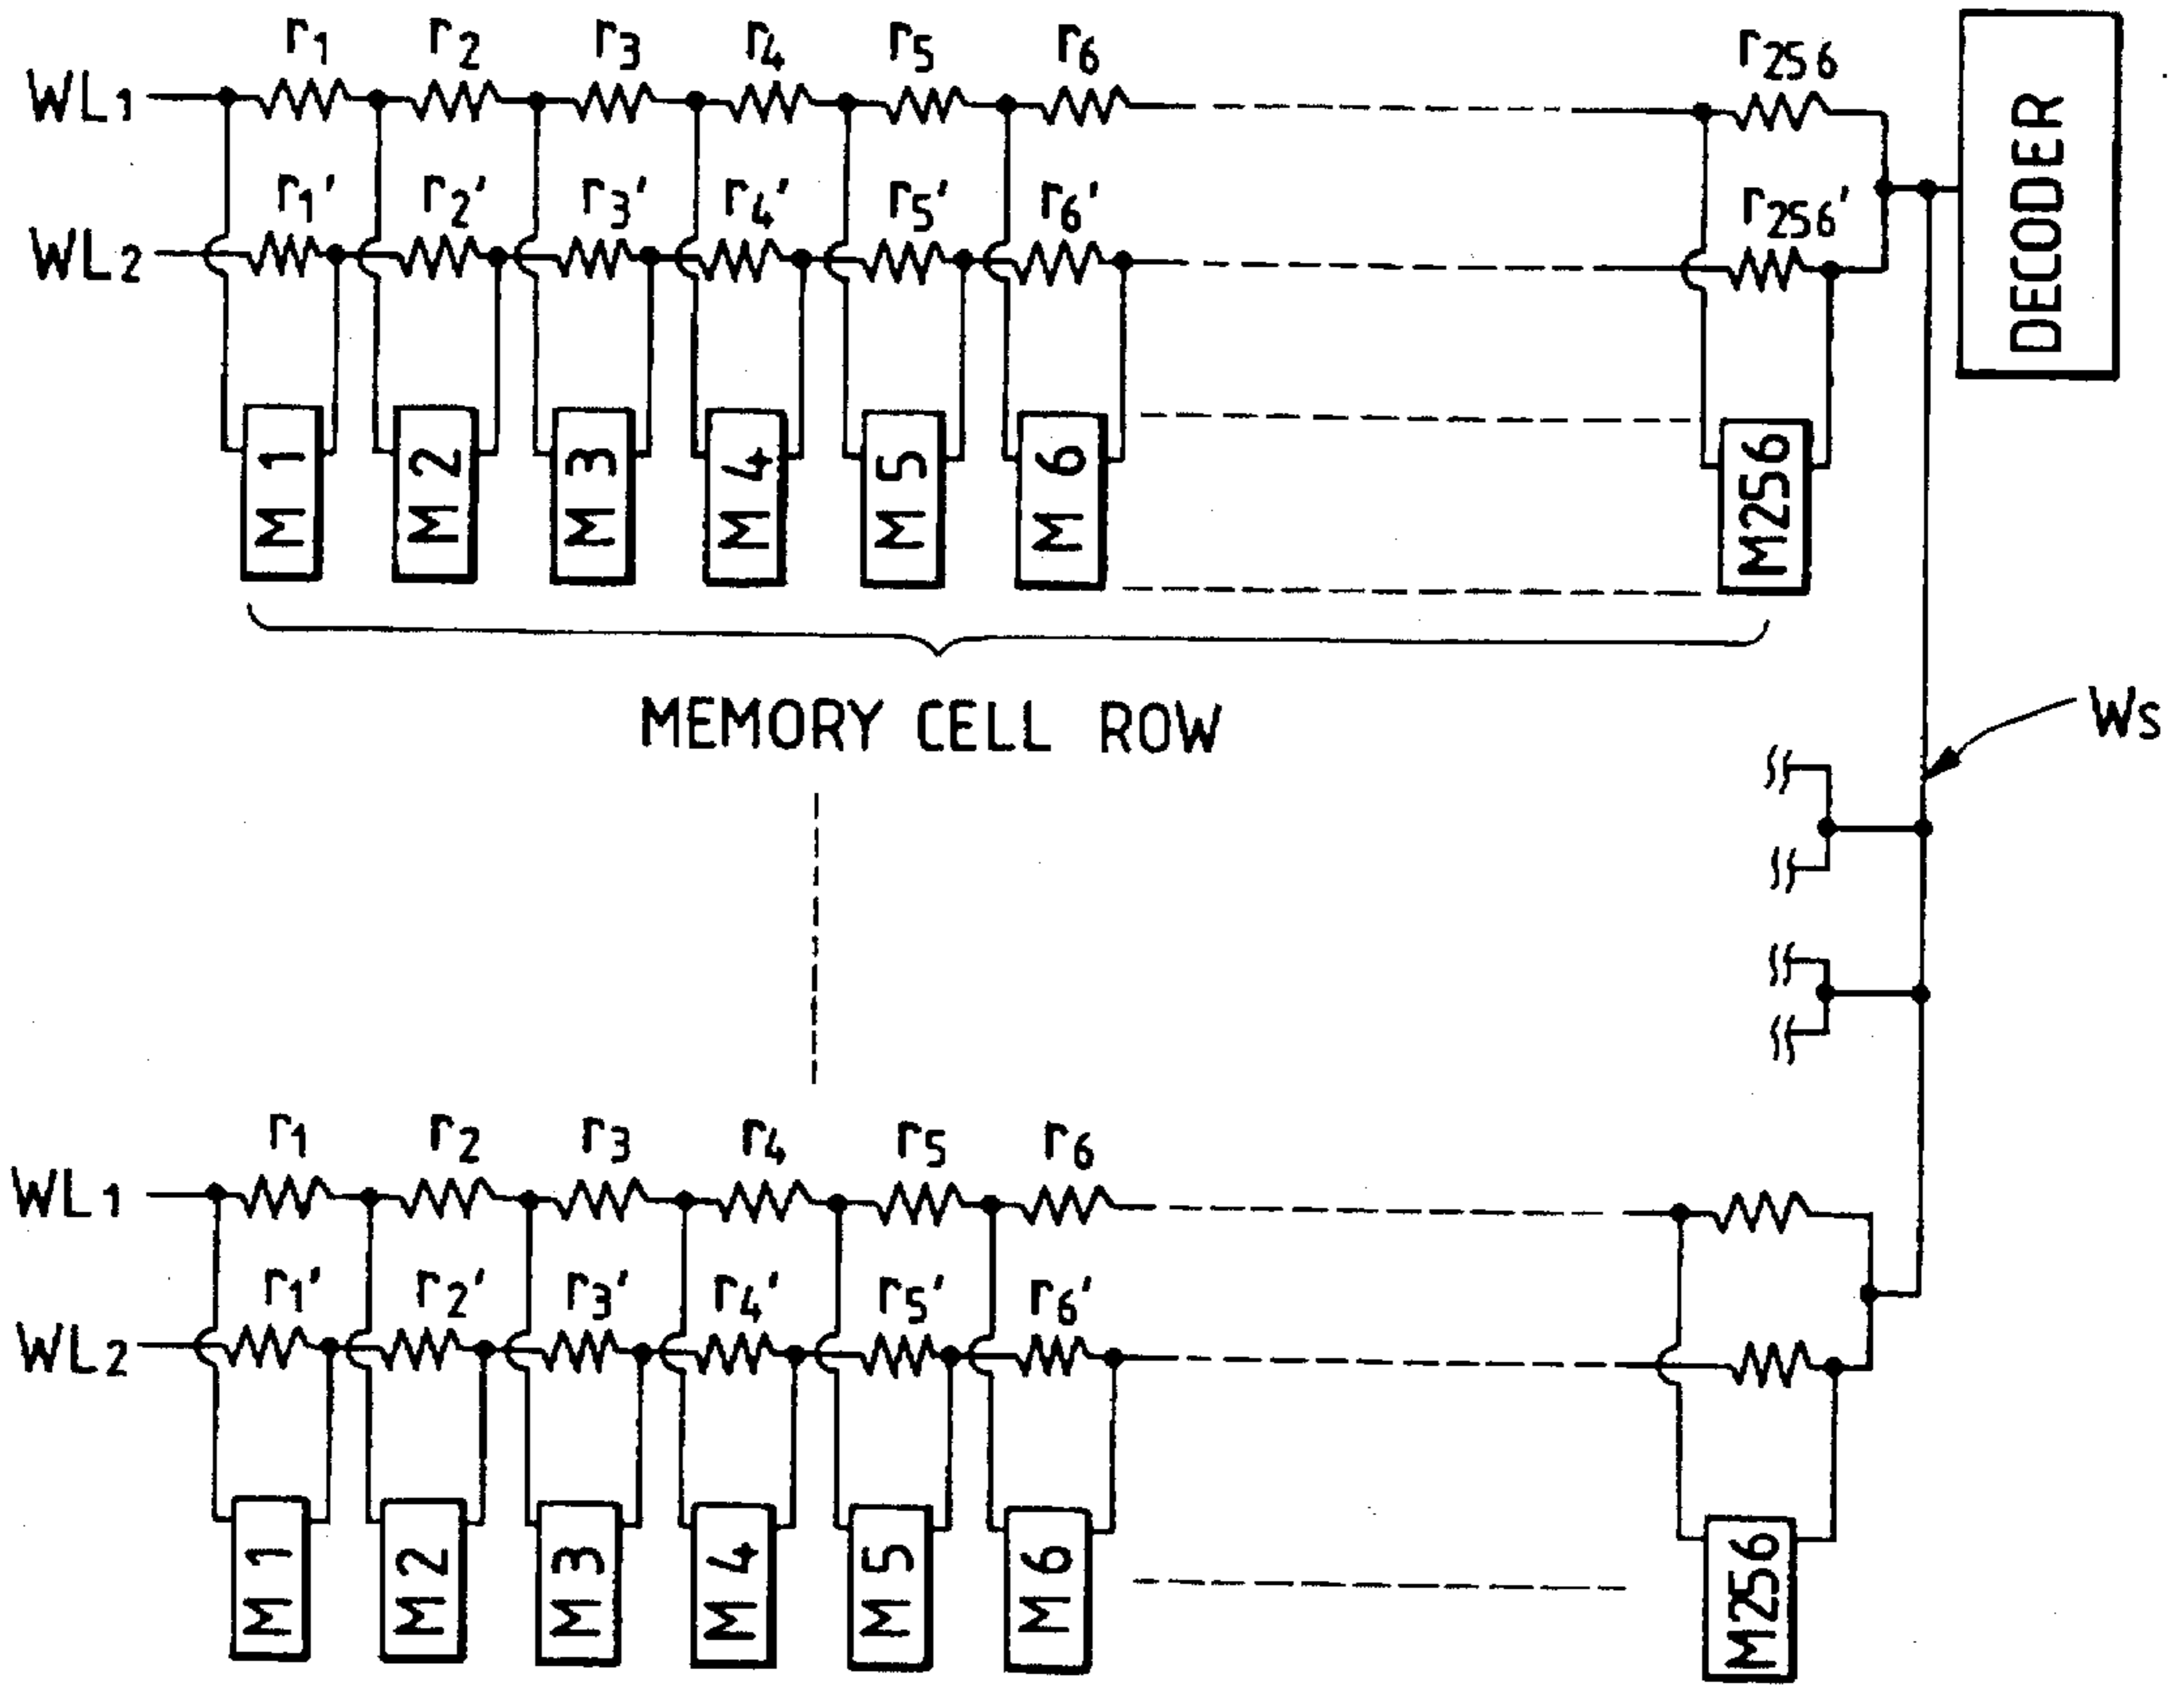 r1 r2 r3 r4 r5 r6 r256
WL1
r1' r2' r3' r4' r5' r6' r256'
WL2
DECODER
M1 M2 M3 M4 M5 M6 M256
MEMORY CELL ROW
Ws
r1 r2 r3 r4 r5 r6
WL1
r1' r2' r3' r4' r5' r6'
WL2
M1 M2 M3 M4 M5 M6 M256